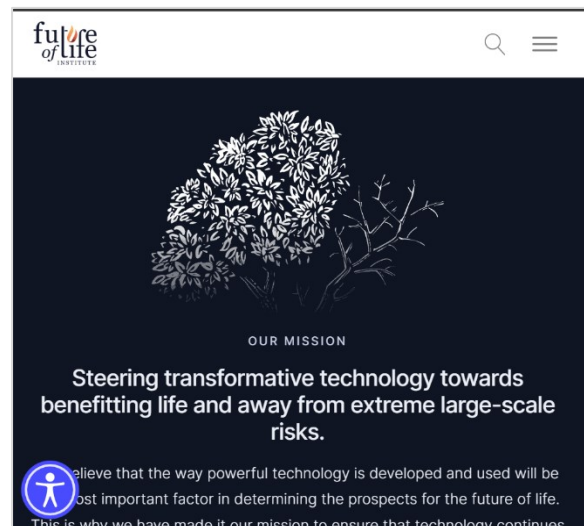 future
of life
INSTITUTE
OUR MISSION
Steering transformative technology towards
benefitting life and away from extreme large-scale
risks.
elieve that the way powerful technology is developed and used will be
ost important factor in determining the prospects for the future of life.
This is why we have made it our mission to ensure that technology continues